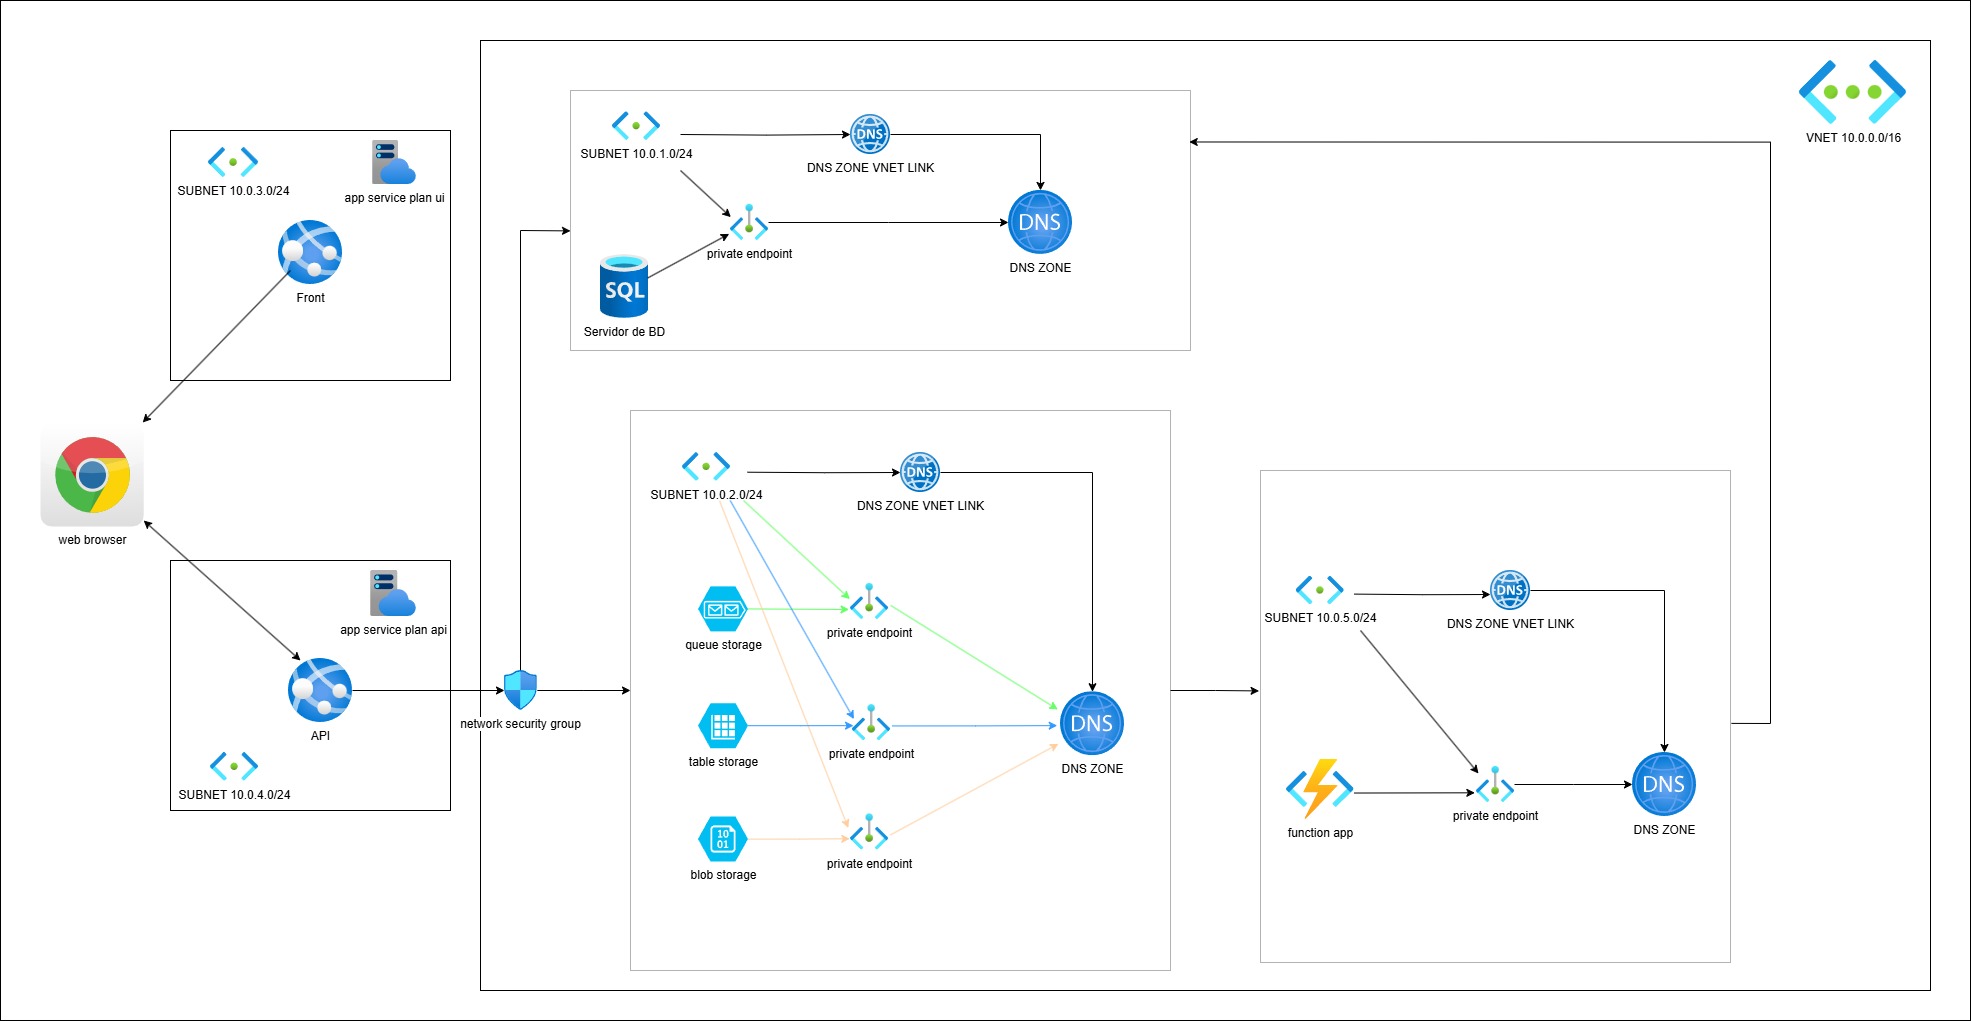 VNET 10.0.0.0/16
SUBNET 10.0.3.0/24
app service plan ui
Front
web browser
app service plan api
API
SUBNET 10.0.4.0/24
network security group
SUBNET 10.0.1.0/24
DNS
DNS ZONE VNET LINK
private endpoint
DNS
DNS ZONE
SQL
Servidor de BD
SUBNET 10.0.2.0/24
DNS
DNS ZONE VNET LINK
queue storage
private endpoint
table storage
private endpoint
DNS
DNS ZONE
10
01
blob storage
private endpoint
SUBNET 10.0.5.0/24
DNS
DNS ZONE VNET LINK
function app
private endpoint
DNS
DNS ZONE